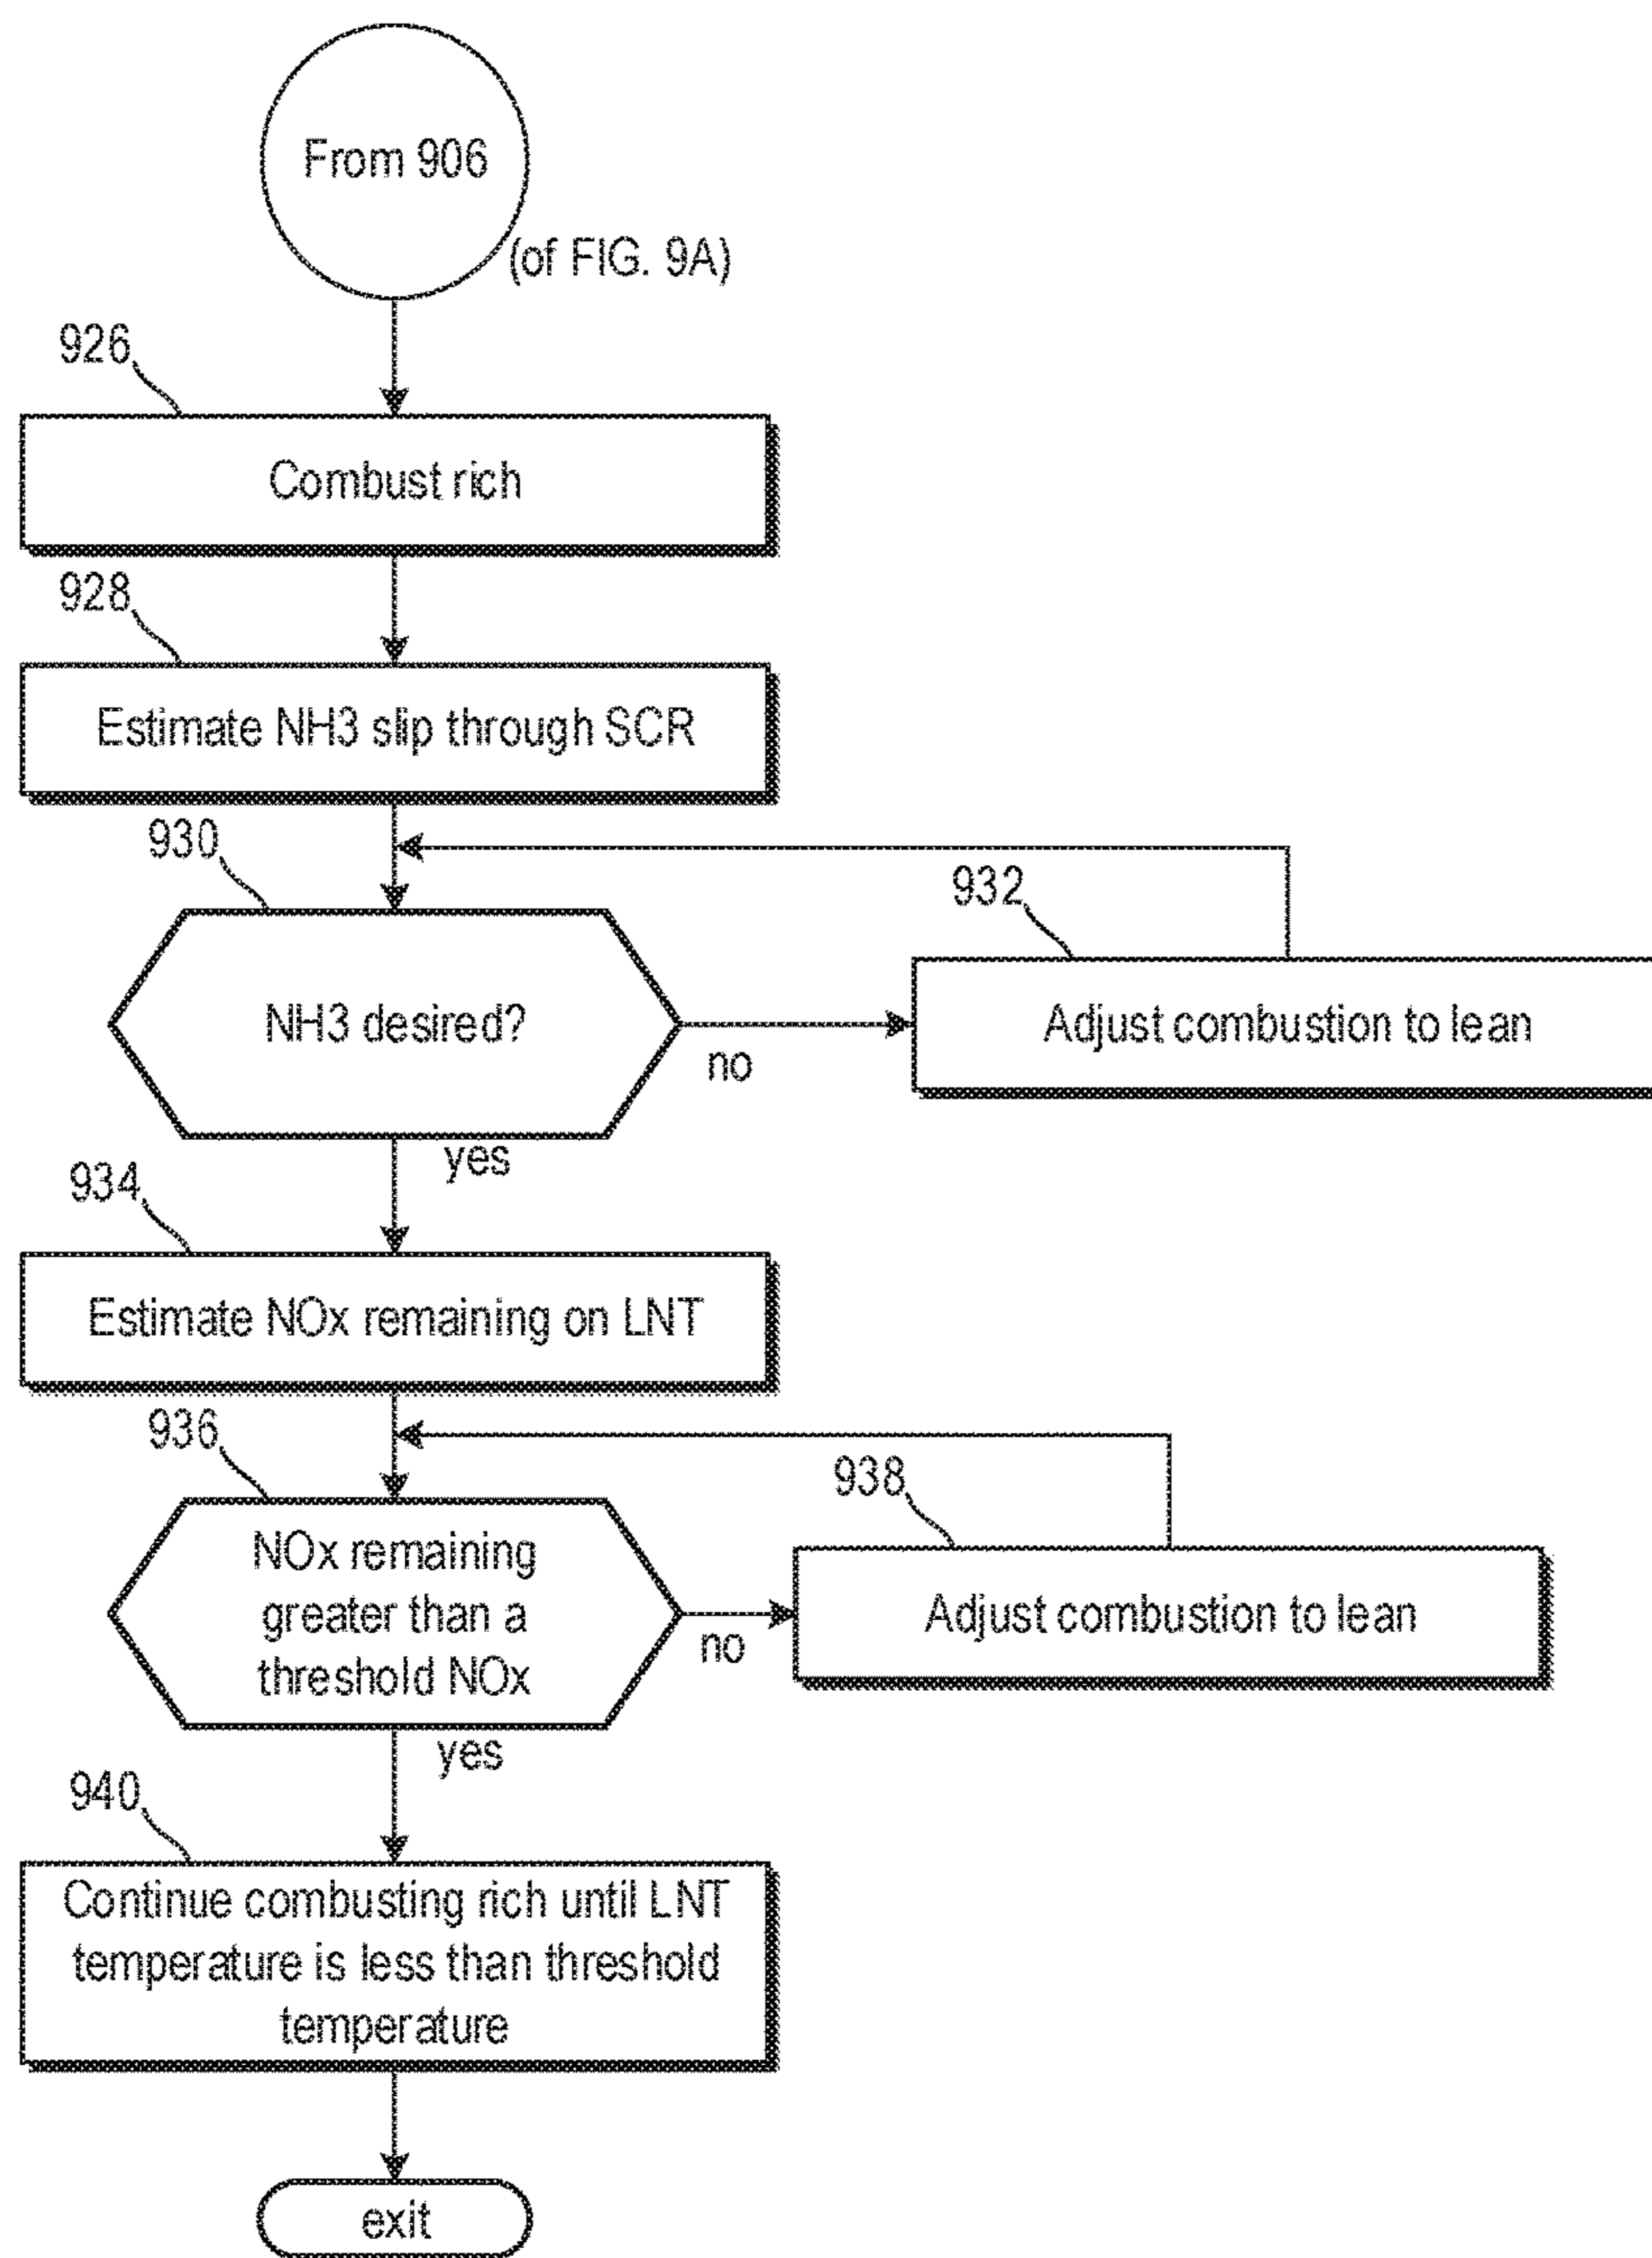 From 906
(of FIG. 9A)
926
Combust rich
928
Estimate NH3 slip through SCR
930
932
NH3 desired?
no
Adjust combustion to lean
yes
934
Estimate NOx remaining on LNT
936
938
NOx remaining
greater than a
threshold NOx
no
Adjust combustion to lean
yes
940
Continue combusting rich until LNT
temperature is less than threshold
temperature
exit